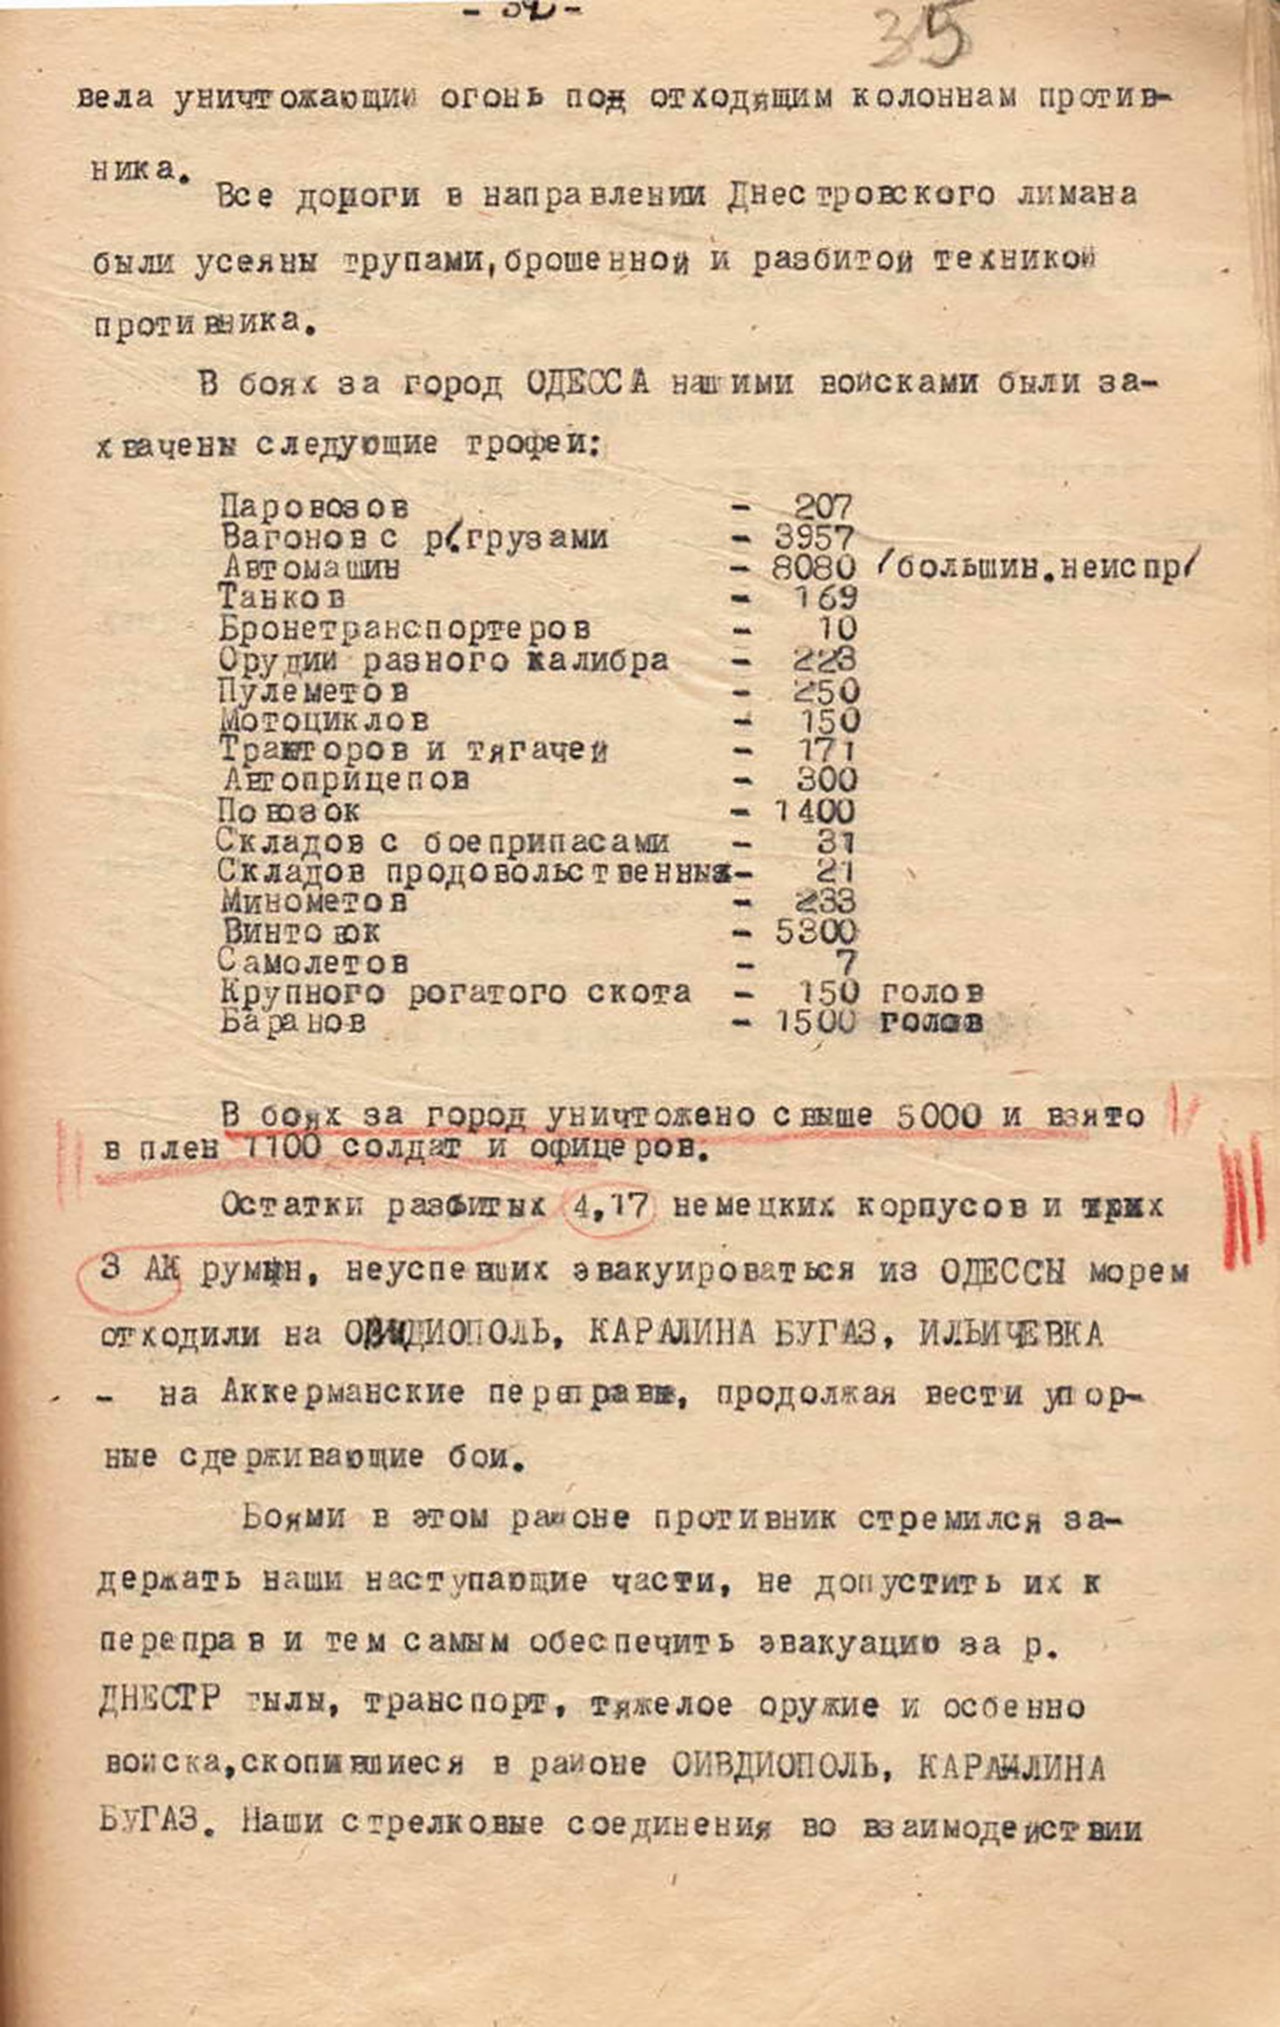 - 32 -
35
вела уничтожающий огонь под отходящим колоннам против-
ника.
Все дороги в направлении Днестровского лимана
были усеяны трупами, брошенной и разбитой техникой
противника.
В боях за город ОДЕССА нашими войсками были за-
хвачены следующие трофеи:
Паровозов - 207
Вагонов с грузами - 3957
Автомашин - 8080 /большин.неиспр/
Танков - 169
Бронетранспортеров - 10
Орудий разного калибра - 223
Пулеметов - 250
Мотоциклов - 150
Тракторов и тягачей - 171
Автоприцепов - 300
Повозок - 1400
Складов с боеприпасами - 31
Складов продовольственных- 21
Минометов - 233
Винтовок - 5300
Самолетов - 7
Крупного рогатого скота - 150 голов
Баранов - 1500 голов
В боях за город уничтожено свыше 5000 и взято
в плен 1100 солдат и офицеров.
Остатки разбитых 4,17 немецких корпусов и
3 АК румын, неуспевших эвакуироваться из ОДЕССЫ морем
отходили на ОВИДИОПОЛЬ, КАРАЛИНА БУГАЗ, ИЛЬИЧЕВКА
- на Аккерманские переправы, продолжая вести упор-
ные сдерживающие бои.
Боями в этом районе противник стремился за-
держать наши наступающие части, не допустить их к
переправ и тем самым обеспечить эвакуацию за р.
ДНЕСТР тылы, транспорт, тяжелое оружие и особенно
войска,скопившиеся в районе ОИВДИОПОЛЬ, КАРАЛИНА
БУГАЗ. Наши стрелковые соединения во взаимодействии